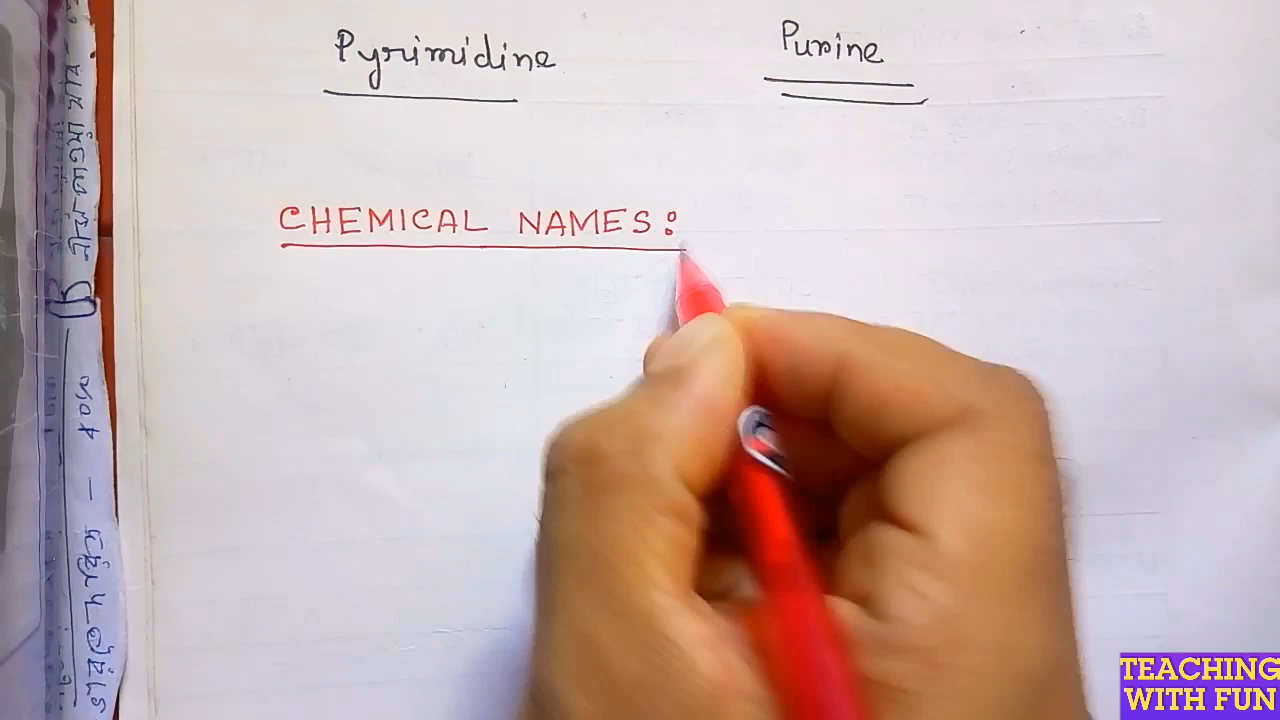 Pyrimidine
Purine
CHEMICAL NAMES:
TEACHING
WITH FUN